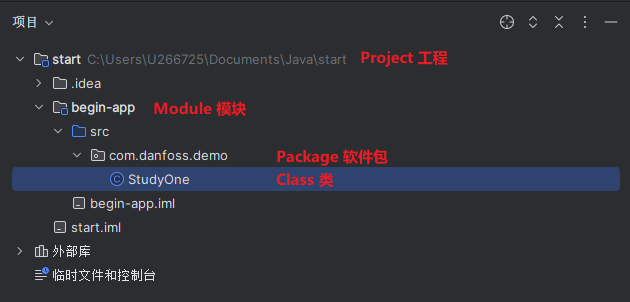 项目
start C:\Users\U266725\Documents\Java\start Project 工程
.idea
begin-app Module 模块
src
com.danfoss.demo Package 软件包
StudyOne Class 类
begin-app.iml
start.iml
外部库
临时文件和控制台